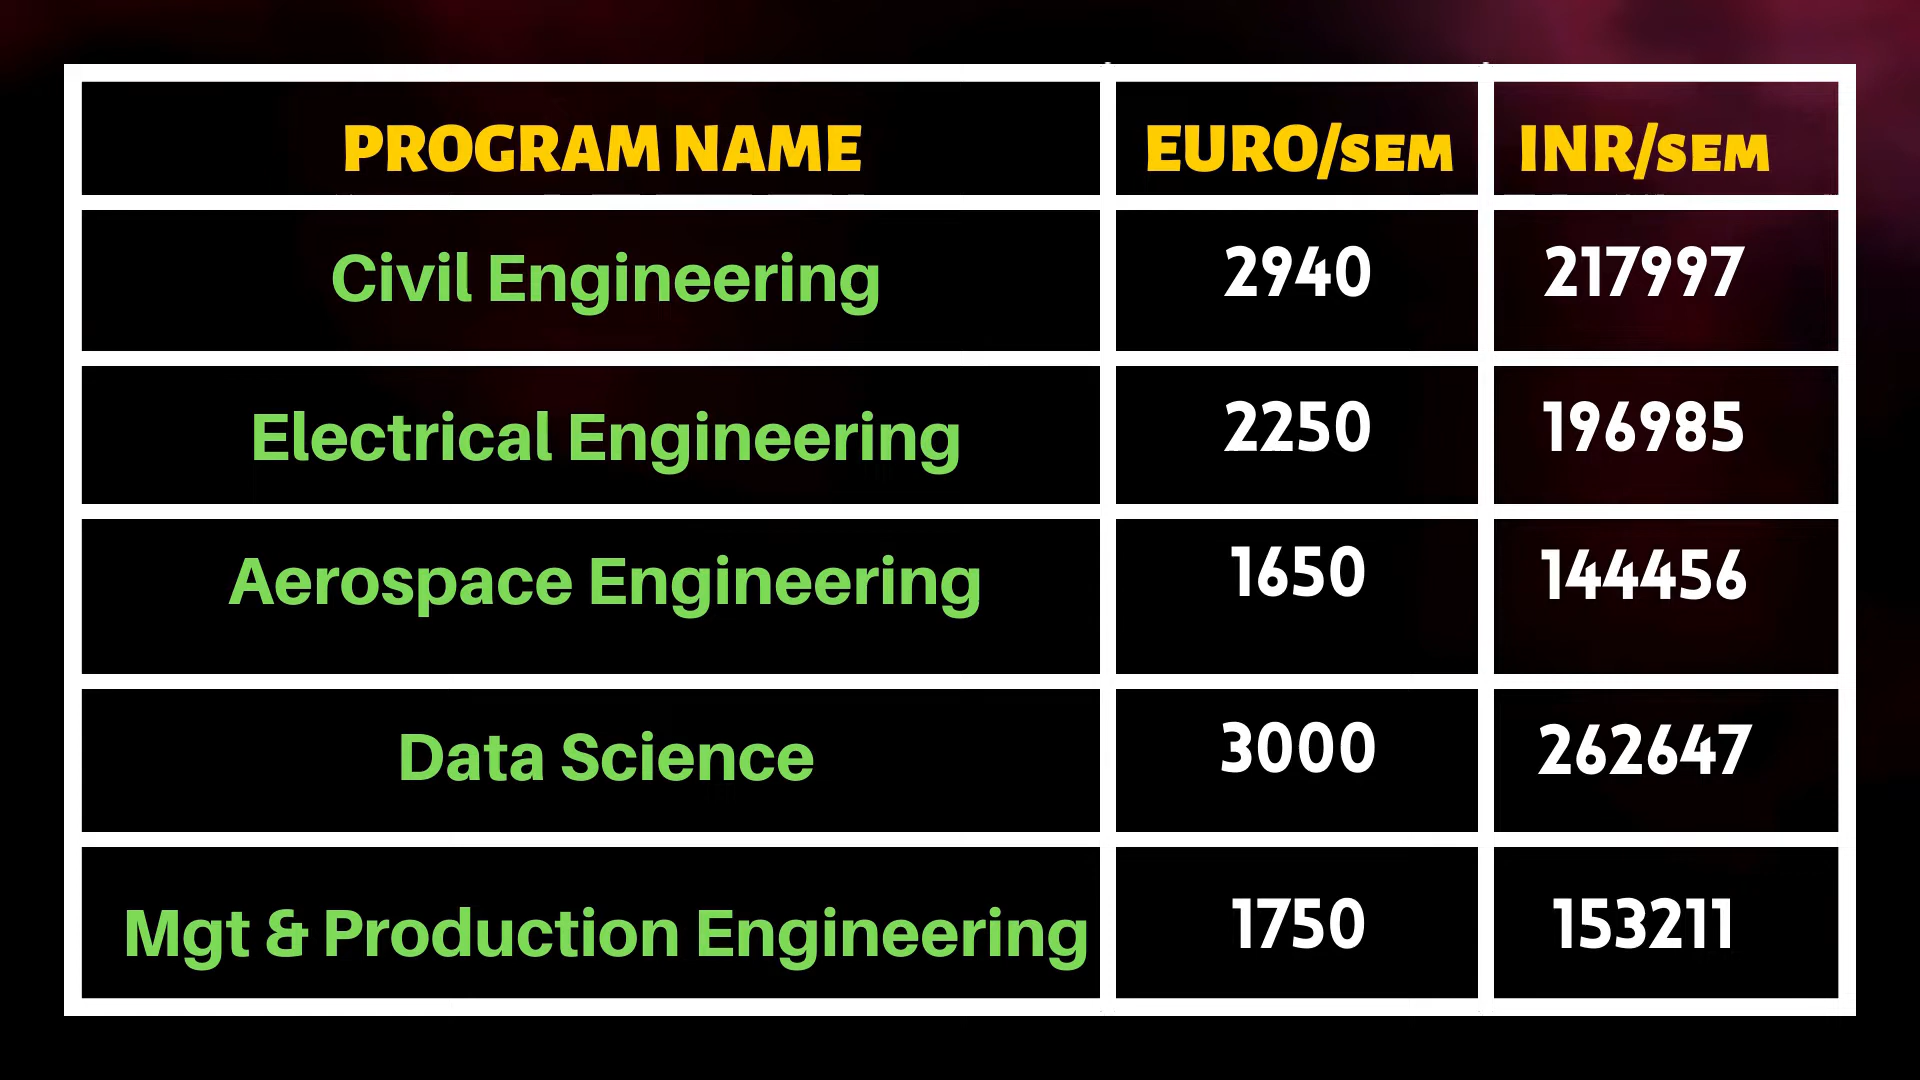 PROGRAM NAME EURO/SEM INR/SEM
Civil Engineering 2940 217997
Electrical Engineering 2250 196985
Aerospace Engineering 1650 144456
Data Science 3000 262647
Mgt & Production Engineering 1750 153211